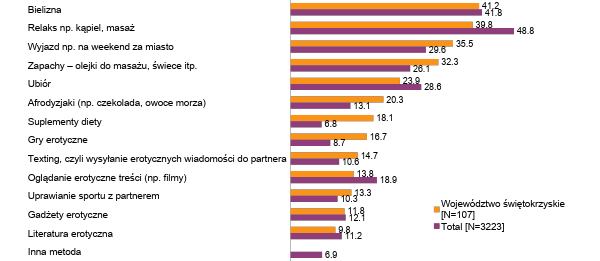 Bielizna 41.2 41.8
Relaks np. kąpiel, masaż 39.8 48.8
Wyjazd np. na weekend za miasto 35.5 29.6
Zapachy – olejki do masażu, świece itp. 32.3 26.1
Ubiór 23.9 28.6
Afrodyzjaki (np. czekolada, owoce morza) 20.3 13.1
Suplementy diety 18.1 6.8
Gry erotyczne 16.7 8.7
Texting, czyli wysyłanie erotycznych wiadomości do partnera 14.7 10.6
Oglądanie erotyczne treści (np. filmy) 13.8 18.9
Uprawianie sportu z partnerem 13.3 10.3
Gadżety erotyczne 11.8 12.1
Literatura erotyczna 9.8 11.2
Inna metoda 6.9
Województwo świętokrzyskie
[N=107]
Total [N=3223]